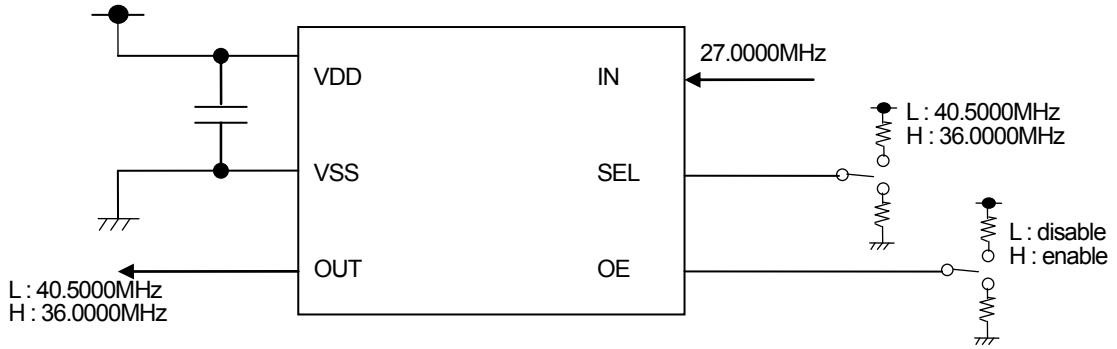 27.0000MHz
VDD
IN
L : 40.5000MHz
H : 36.0000MHz
VSS
SEL
L : disable
H : enable
OUT
OE
L : 40.5000MHz
H : 36.0000MHz